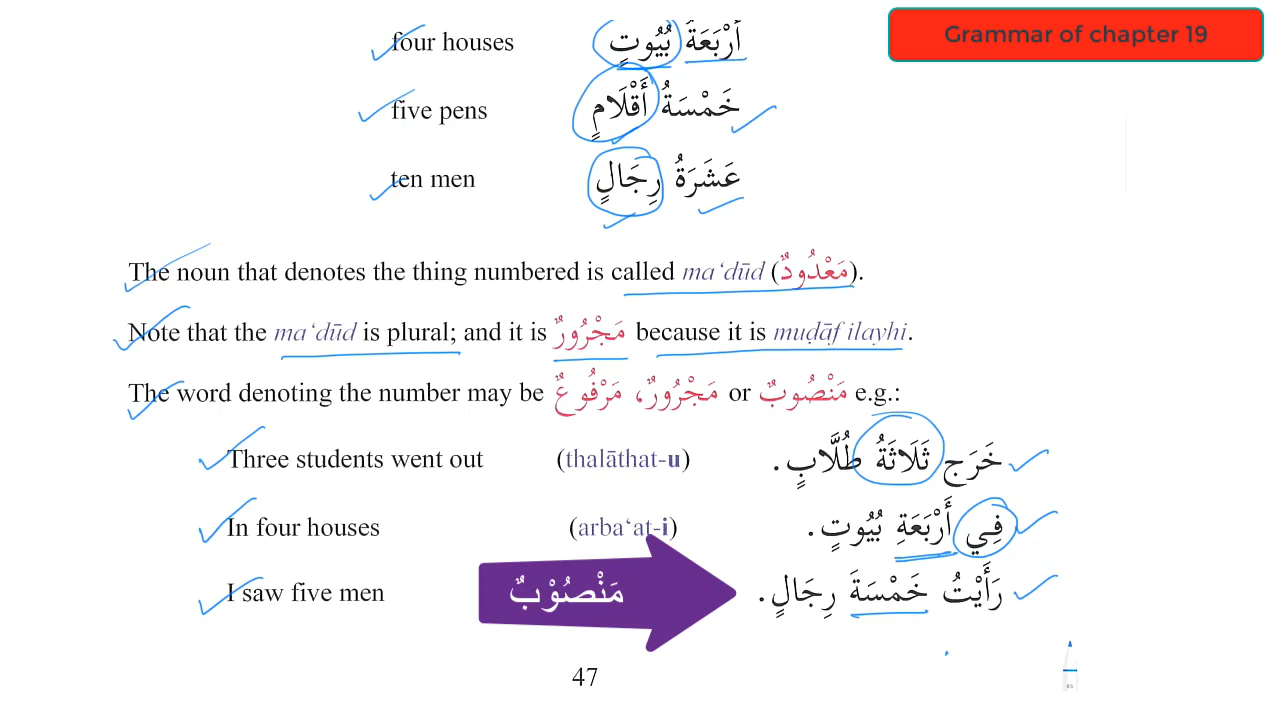 Grammar of chapter 19
four houses أَرْبَعَةُ بُيُوتٍ
five pens خَمْسَةُ أَقْلَامٍ
ten men عَشَرَةُ رِجَالٍ
The noun that denotes the thing numbered is called ma‘dūd (مَعْدُودٌ).
Note that the ma‘dūd is plural; and it is مَجْرُورٌ because it is muḍāf ilayhi.
The word denoting the number may be مَرْفُوعٌ ،مَجْرُورٌ or مَنْصُوبٌ e.g.:
Three students went out (thalāthat-u) خَرَج ثَلَاثَةُ طُلَّابٍ .
In four houses (arba‘at-i) فِي أَرْبَعَةِ بُيُوتٍ .
I saw five men مَنْصُوْبٌ رَأَيْتُ خَمْسَةَ رِجَالٍ .
47